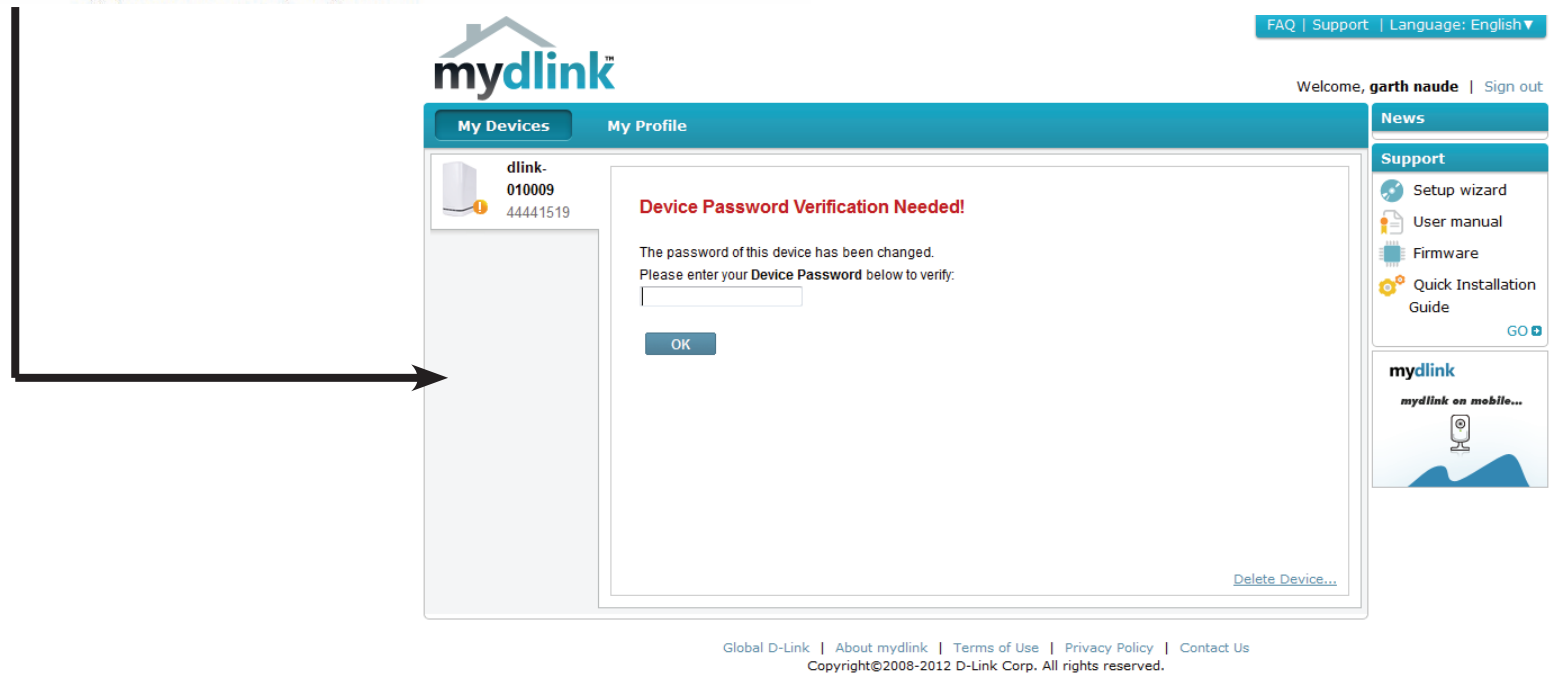 FAQ | Support | Language: English▼
mydlink™
Welcome, garth naude | Sign out
My Devices My Profile
News
dlink-
010009
44441519
Device Password Verification Needed!
The password of this device has been changed.
Please enter your Device Password below to verify:
OK
Delete Device...
Support
Setup wizard
User manual
Firmware
Quick Installation
Guide
GO
mydlink
mydlink on mobile...
Global D-Link | About mydlink | Terms of Use | Privacy Policy | Contact Us
Copyright©2008-2012 D-Link Corp. All rights reserved.